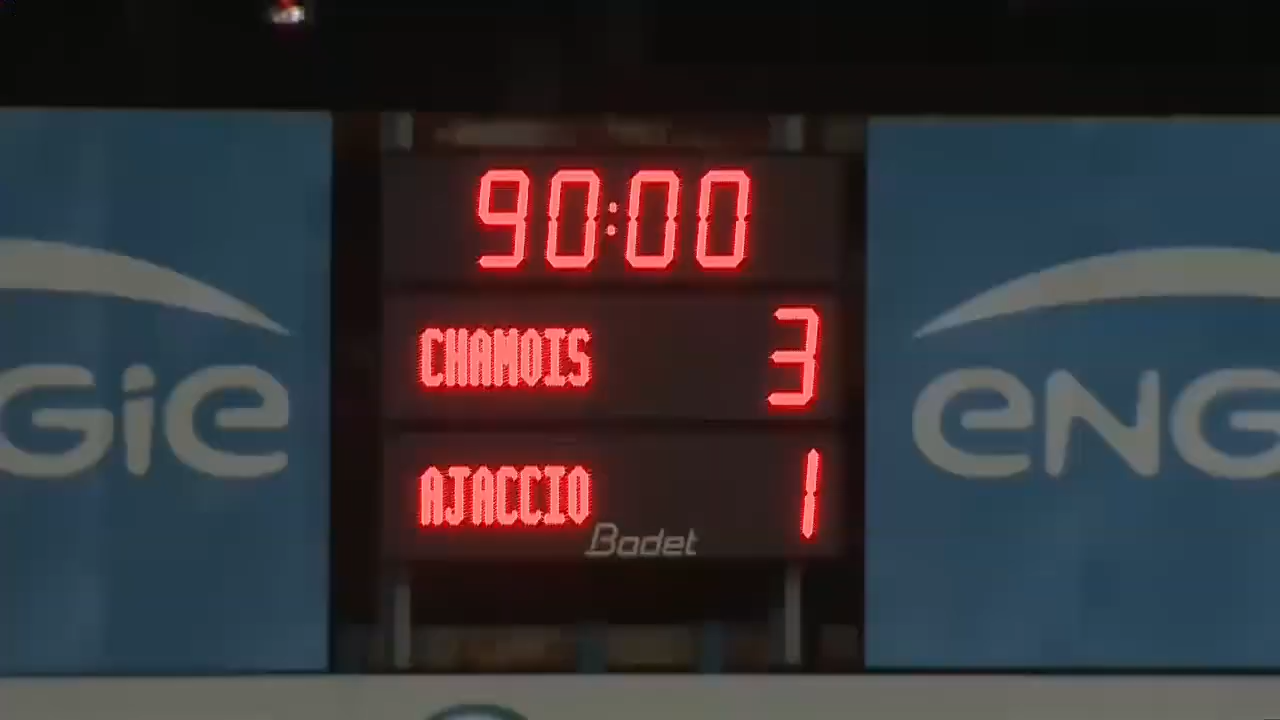 90:00
CHAMOIS 3
AJACCIO 1
Bodet
GiE
eNG